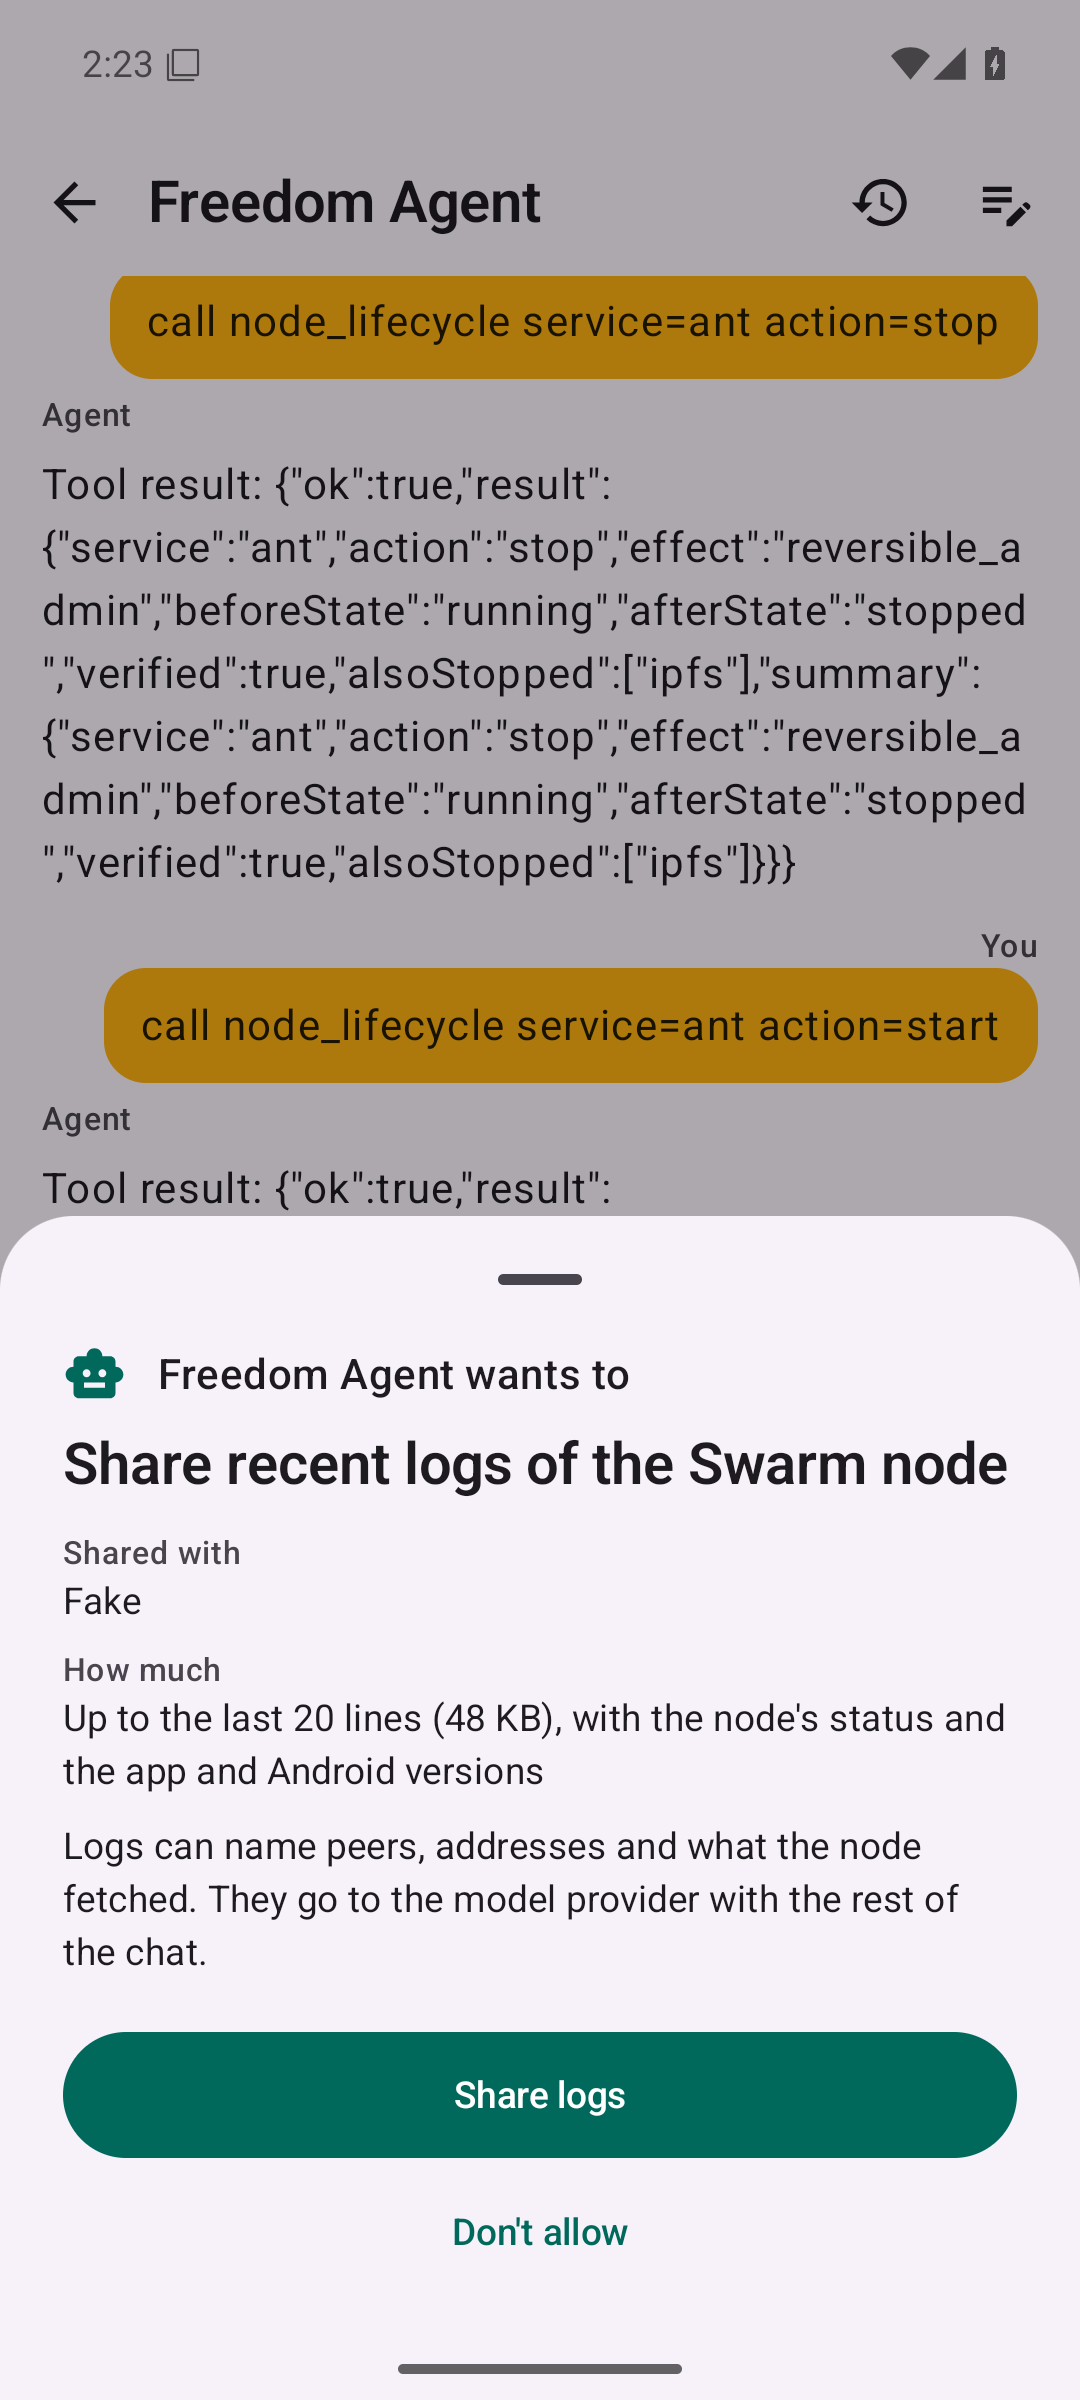 2:23
Freedom Agent
call node_lifecycle service=ant action=stop
Agent
Tool result: {"ok":true,"result":
{"service":"ant","action":"stop","effect":"reversible_a
dmin","beforeState":"running","afterState":"stopped
","verified":true,"alsoStopped":["ipfs"],"summary":
{"service":"ant","action":"stop","effect":"reversible_a
dmin","beforeState":"running","afterState":"stopped
","verified":true,"alsoStopped":["ipfs"]}}}
You
call node_lifecycle service=ant action=start
Agent
Tool result: {"ok":true,"result":
Freedom Agent wants to
Share recent logs of the Swarm node
Shared with
Fake
How much
Up to the last 20 lines (48 KB), with the node's status and
the app and Android versions
Logs can name peers, addresses and what the node
fetched. They go to the model provider with the rest of
the chat.
Share logs
Don't allow